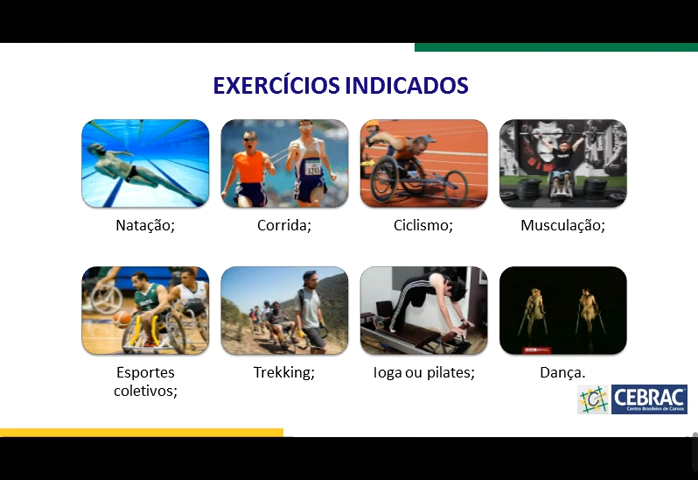 EXERCÍCIOS INDICADOS
Natação;
Corrida;
Ciclismo;
Musculação;
Esportes
coletivos;
Trekking;
Ioga ou pilates;
Dança.
CEBRAC
Centro Brasileiro de Cursos